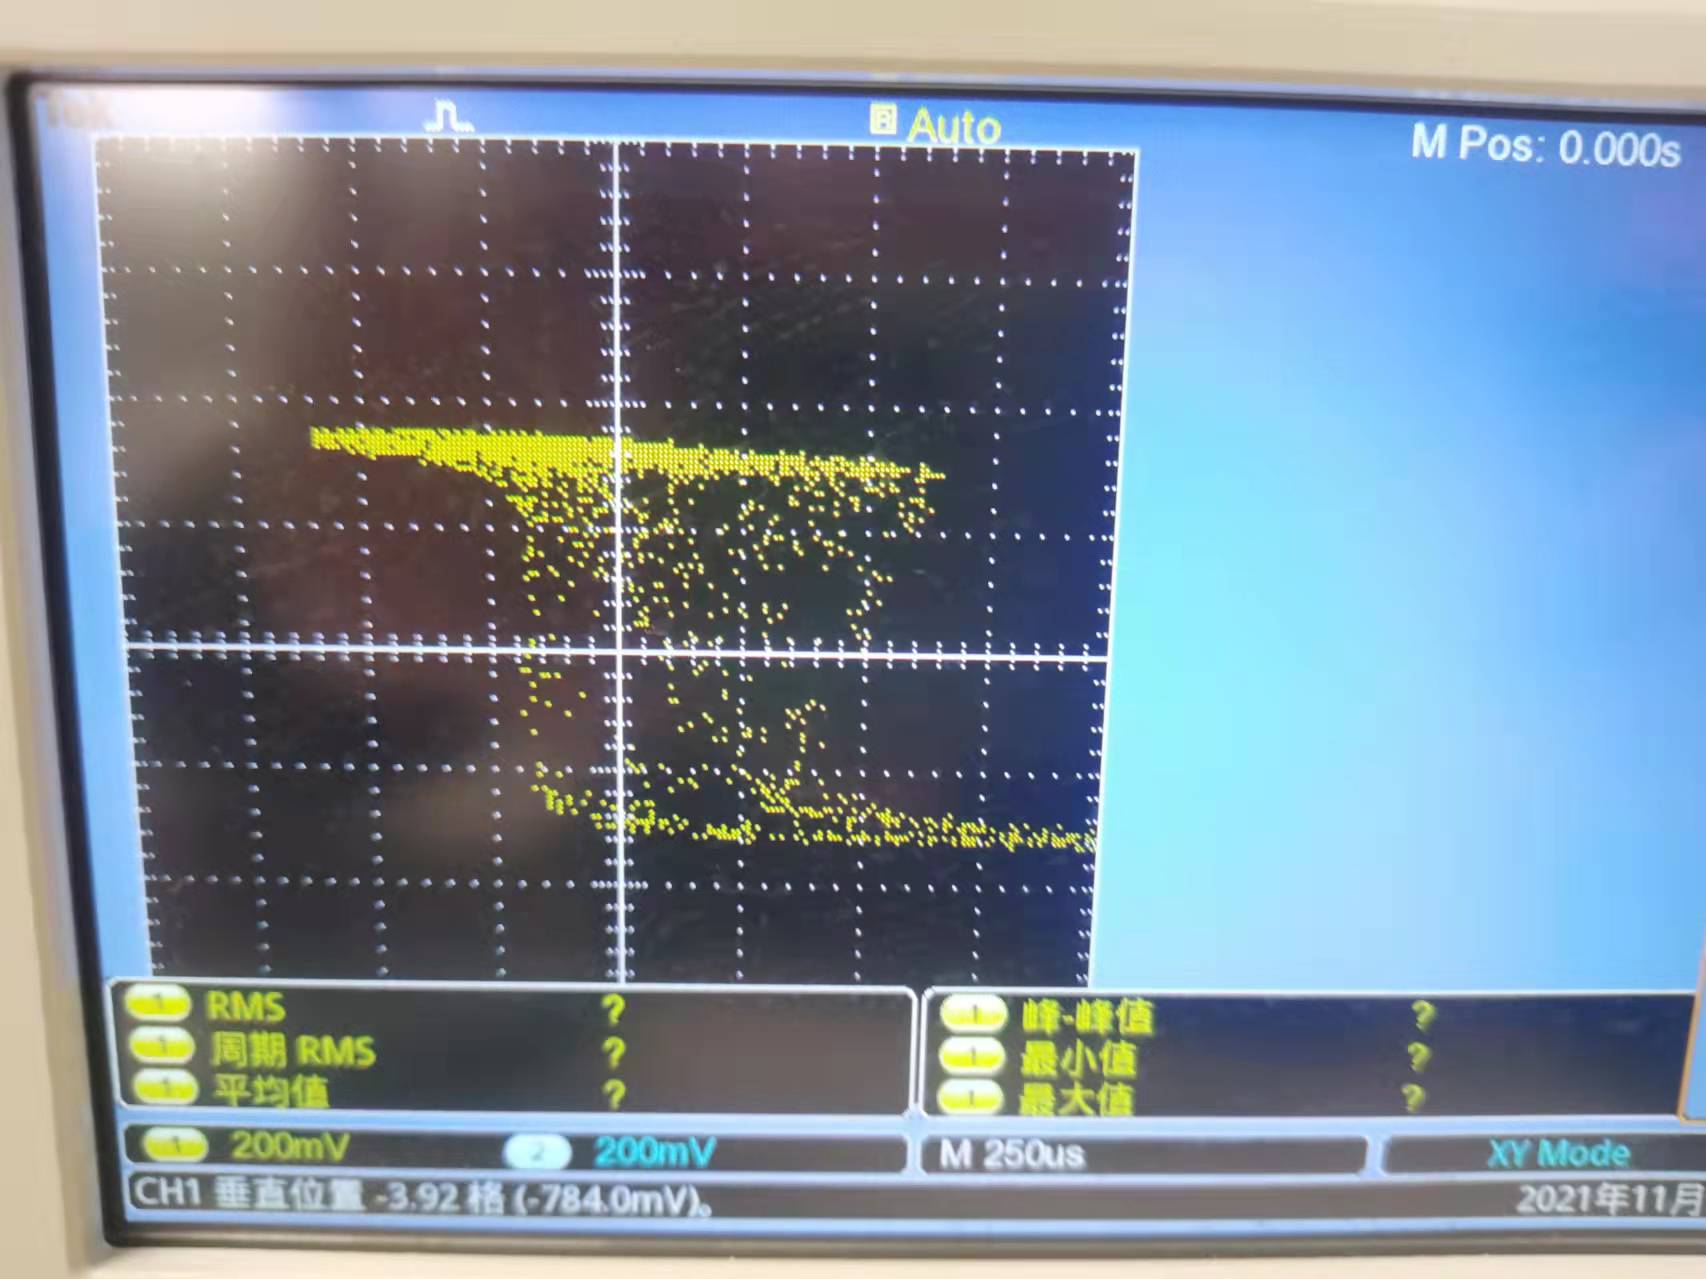 Tek
R Auto
M Pos: 0.000s
1 RMS ?
1 周期 RMS ?
1 平均值 ?
1 峰-峰值 ?
1 最小值 ?
1 最大值 ?
1 200mV 2 200mV M 250us XY Mode
CH1 垂直位置 -3.92 格 (-784.0mV)。 2021年11月